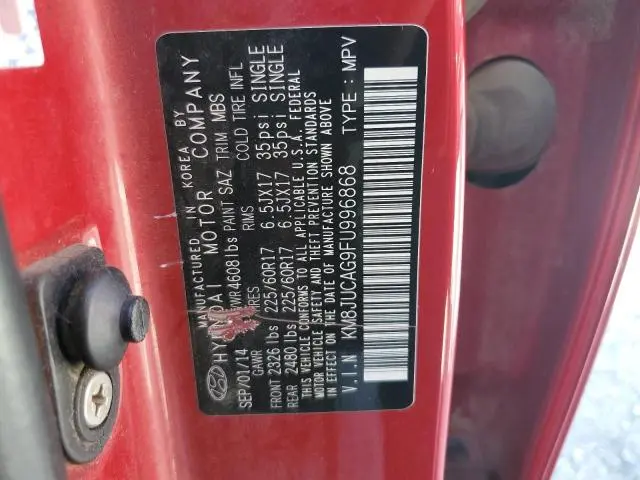 MANUFACTURED IN KOREA BY
HYUNDAI MOTOR COMPANY
SEP/01/14 GVWR4608lbs PAINT SAZ TRIM MBS
GAWR TIRES RIMS COLD TIRE INFL
FRONT 2326 lbs 225/60R17 6.5JX17 35psi SINGLE
REAR 2480 lbs 225/60R17 6.5JX17 35psi SINGLE
THIS VEHICLE CONFORMS TO ALL APPLICABLE U.S.A. FEDERAL
MOTOR VEHICLE SAFETY AND THEFT PREVENTION STANDARDS
IN EFFECT ON THE DATE OF MANUFACTURE SHOWN ABOVE
V.I.N KM8JUCAG9FU996868 TYPE : MPV